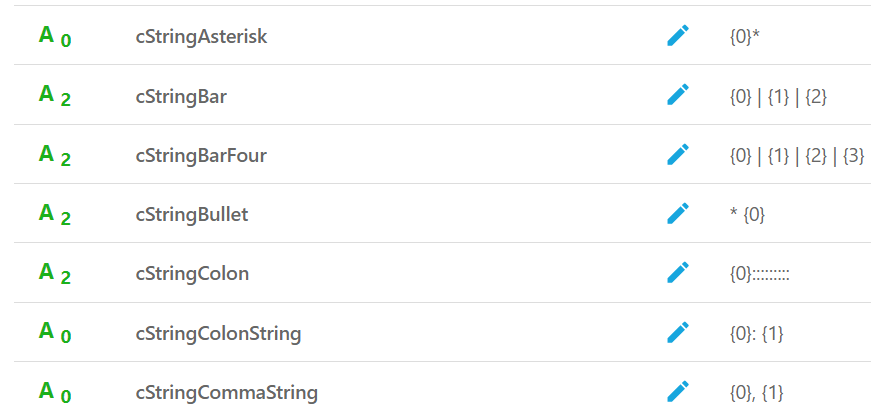 A 0 cStringAsterisk {0}*
A 2 cStringBar {0} | {1} | {2}
A 2 cStringBarFour {0} | {1} | {2} | {3}
A 2 cStringBullet * {0}
A 2 cStringColon {0}:::::::::
A 0 cStringColonString {0}: {1}
A 0 cStringCommaString {0}, {1}